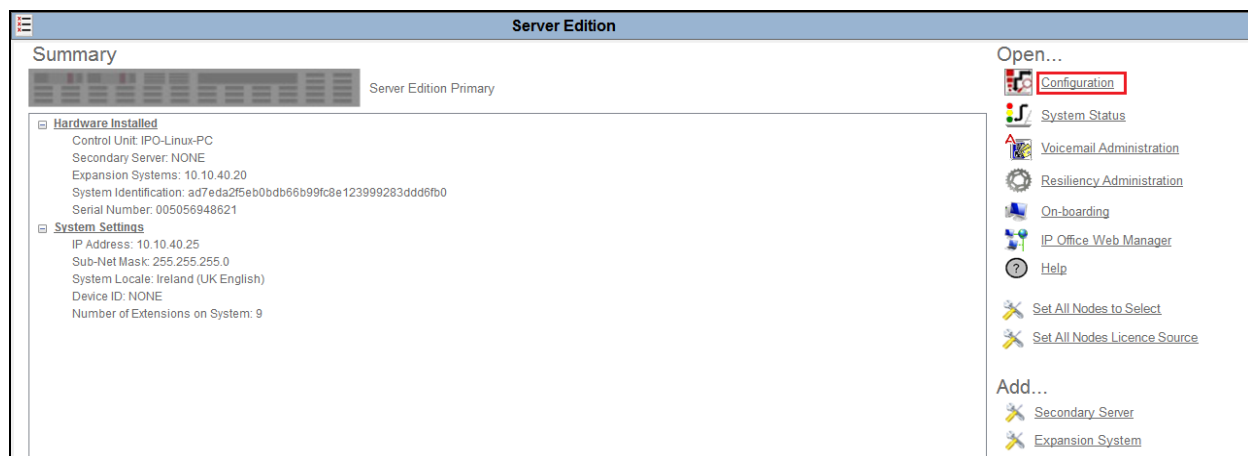 Server Edition
Summary
Server Edition Primary
Hardware Installed
Control Unit: IPO-Linux-PC
Secondary Server: NONE
Expansion Systems: 10.10.40.20
System Identification: ad7eda2f5eb0bdb66b99fc8e123999283ddd6fb0
Serial Number: 005056948621
System Settings
IP Address: 10.10.40.25
Sub-Net Mask: 255.255.255.0
System Locale: Ireland (UK English)
Device ID: NONE
Number of Extensions on System: 9
Open...
Configuration
System Status
Voicemail Administration
Resiliency Administration
On-boarding
IP Office Web Manager
Help
Set All Nodes to Select
Set All Nodes Licence Source
Add...
Secondary Server
Expansion System